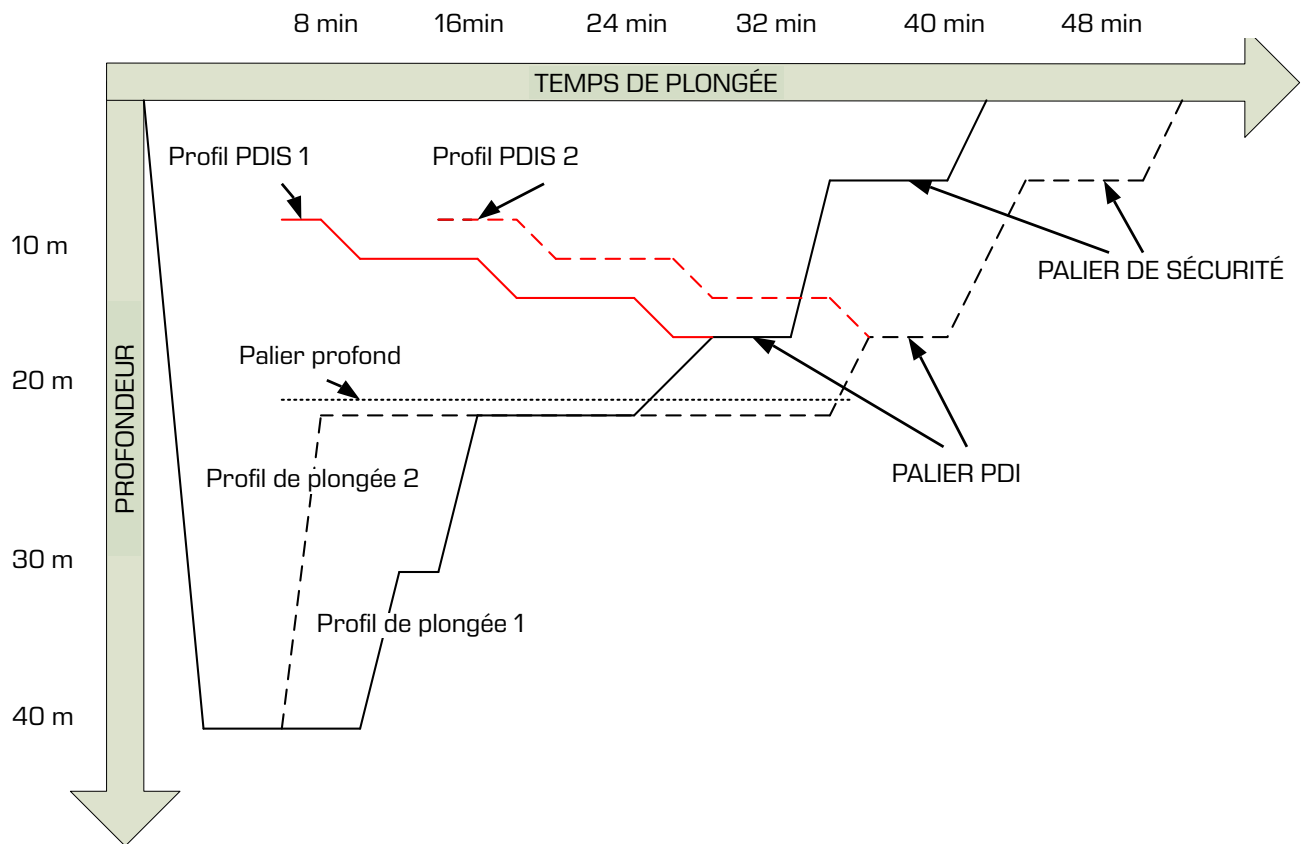 8 min 16min 24 min 32 min 40 min 48 min
TEMPS DE PLONGÉE
Profil PDIS 1 Profil PDIS 2
10 m
PALIER DE SÉCURITÉ
Palier profond
20 m
PROFONDEUR
Profil de plongée 2
PALIER PDI
30 m
Profil de plongée 1
40 m